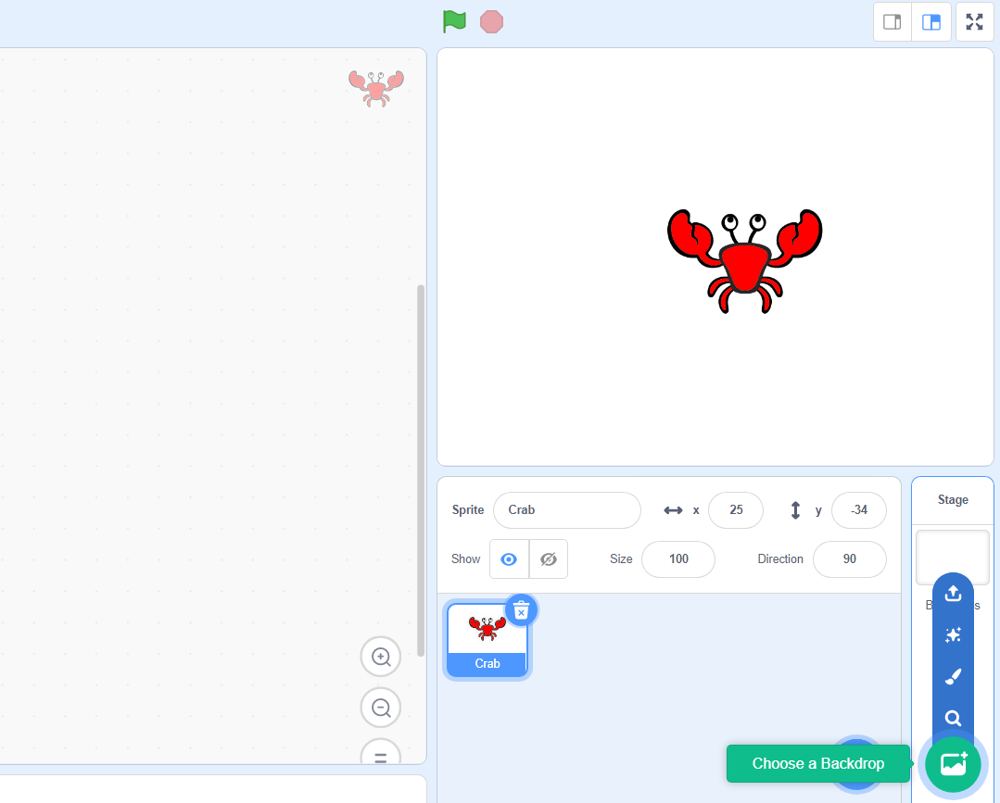 Sprite Crab x 25 y -34
Show Size 100 Direction 90
Crab
Stage
Choose a Backdrop